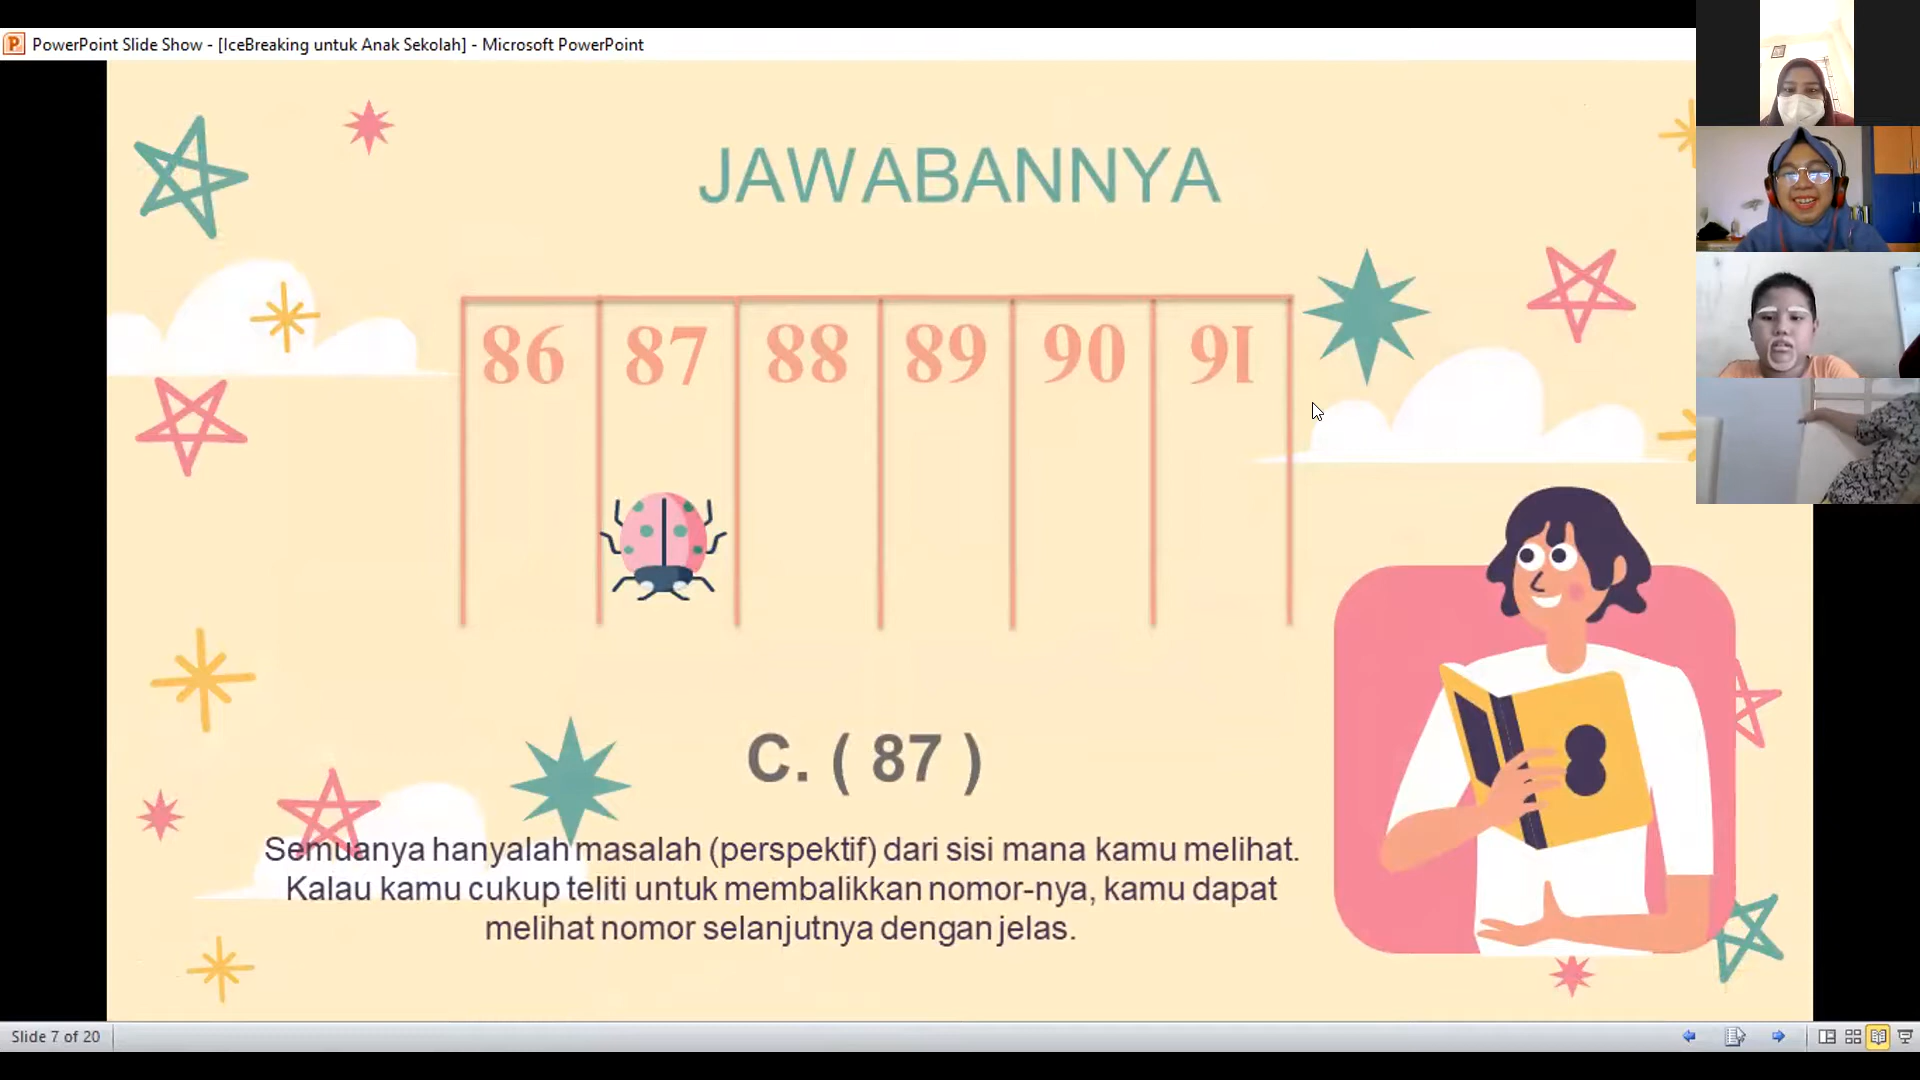 PowerPoint Slide Show - [IceBreaking untuk Anak Sekolah] - Microsoft PowerPoint
JAWABANNYA
86 87 88 89 90 91
C. ( 87 )
Semuanya hanyalah masalah (perspektif) dari sisi mana kamu melihat.
Kalau kamu cukup teliti untuk membalikkan nomor-nya, kamu dapat
melihat nomor selanjutnya dengan jelas.
Slide 7 of 20